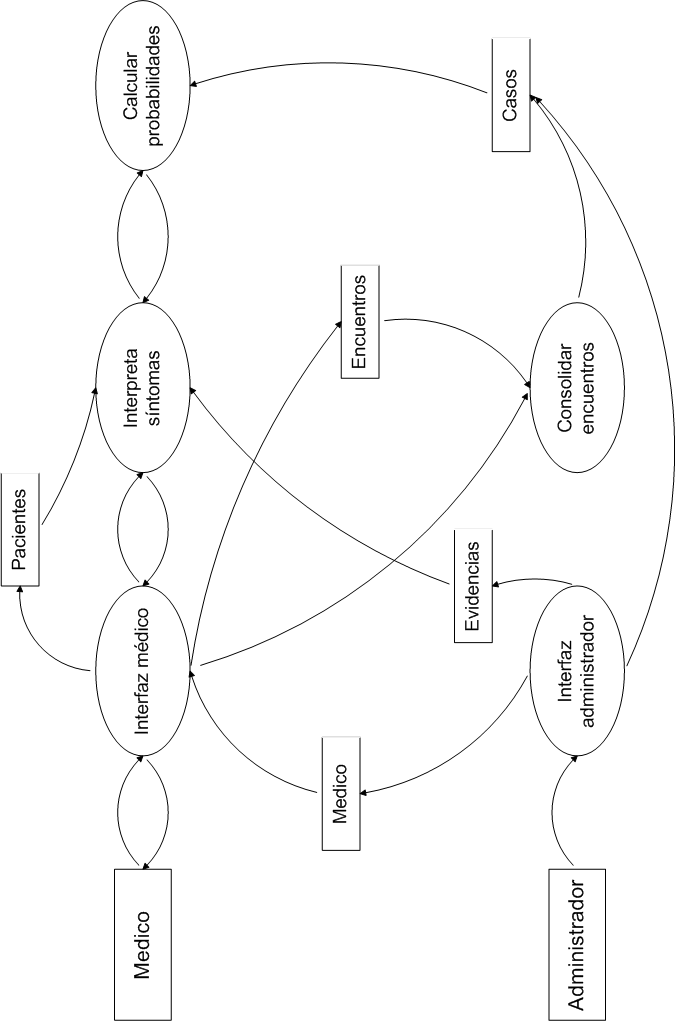 Pacientes
Medico
Interfaz médico
Interpreta
síntomas
Calcular
probabilidades
Medico
Encuentros
Evidencias
Casos
Administrador
Interfaz
administrador
Consolidar
encuentros